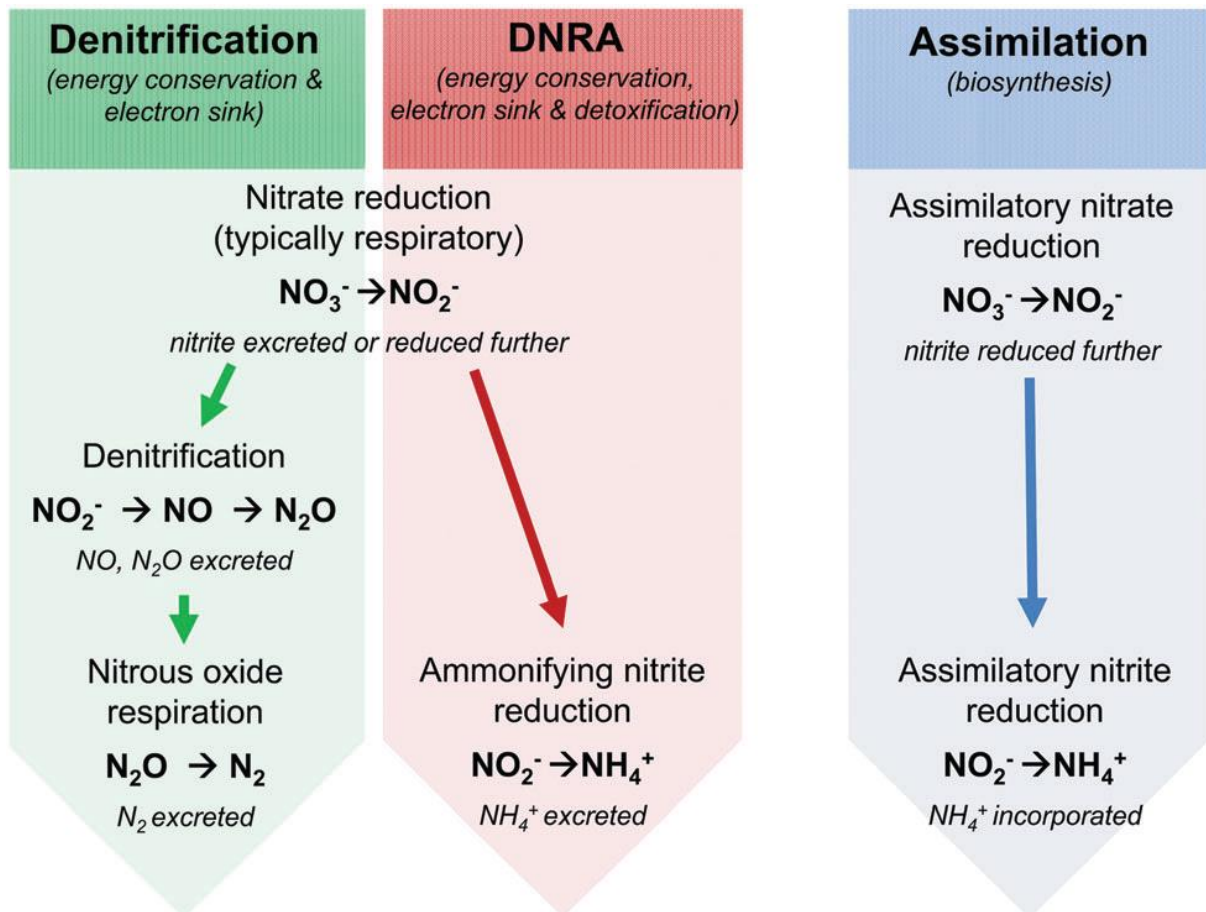 Denitrification
(energy conservation &
electron sink)
DNRA
(energy conservation,
electron sink & detoxification)
Assimilation
(biosynthesis)
Nitrate reduction
(typically respiratory)
NO₃⁻ → NO₂⁻
nitrite excreted or reduced further
Denitrification
NO₂⁻ → NO → N₂O
NO, N₂O excreted
Nitrous oxide
respiration
N₂O → N₂
N₂ excreted
Ammonifying nitrite
reduction
NO₂⁻ → NH₄⁺
NH₄⁺ excreted
Assimilatory nitrate
reduction
NO₃⁻ → NO₂⁻
nitrite reduced further
Assimilatory nitrite
reduction
NO₂⁻ → NH₄⁺
NH₄⁺ incorporated